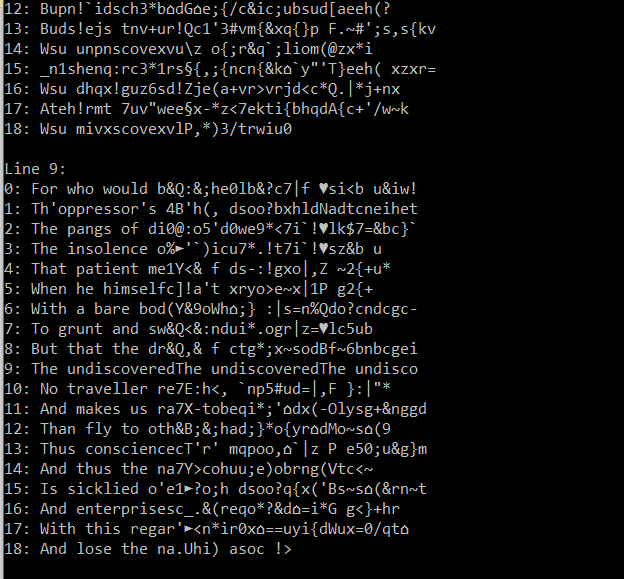 12: Bupn!`idsch3*b⌂dG⌂e;{/c&ic;ubsud[aeeh(?
13: Buds!ejs tnv+ur!Qc1'3#vm{&xq{}p F.~#';s,s{kv
14: Wsu unpnscovexvu\z o{;r&q`;liom(@zx*i
15: _n1shenq:rc3*1rs§{,;{ncn{&k⌂`y"'T}eeh( xzxr=
16: Wsu dhqx!guz6sd!Zje(a+vr>vrjd<c*Q.|*j+nx
17: Ateh!rmt 7uv"wee§x-*z<7ekti{bhqdA{c+'/w~k
18: Wsu mivxscovexvlP,*)3/trwiu0

Line 9:
0: For who would b&Q:&;he0lb&?c7|f ♥si<b u&iw!
1: Th'oppressor's 4B'h(, dsoo?bxhldNadtcneihet
2: The pangs of di0@:o5'd0we9*<7i`!♥lk$7=&bc}`
3: The insolence o%►'`)icu7*.!t7i`!♥sz&b u
4: That patient me1Y<& f ds-:!gxo|,Z ~2{+u*
5: When he himselfc]!a't xryo>e~x|1P g2{+
6: With a bare bod(Y&9oWh⌂;} :|s=n%Qdo?cndcgc-
7: To grunt and sw&Q<&:ndui*.ogr|z=♥lc5ub
8: But that the dr&Q,& f ctg*;x~sodBf~6bnbcgei
9: The undiscoveredThe undiscoveredThe undisco
10: No traveller re7E:h<, `np5#ud=|,F }:|"*
11: And makes us ra7X-tobeqi*;'⌂dx(-Olysg+&nggd
12: Than fly to oth&B;&;had;}*o{yr⌂dMo~s⌂(9
13: Thus consciencecT'r' mqpoo,⌂`|z P e50;u&g}m
14: And thus the na7Y>cohuu;e)obrng(Vtc<~
15: Is sicklied o'e1►?o;h dsoo?q{x('Bs~s⌂(&rn~t
16: And enterprisesc_.&(reqo*?&d⌂=i*G g<}+hr
17: With this regar'►<n*ir0x⌂==uyi{dWux=0/qt⌂
18: And lose the na.Uhi) asoc !>